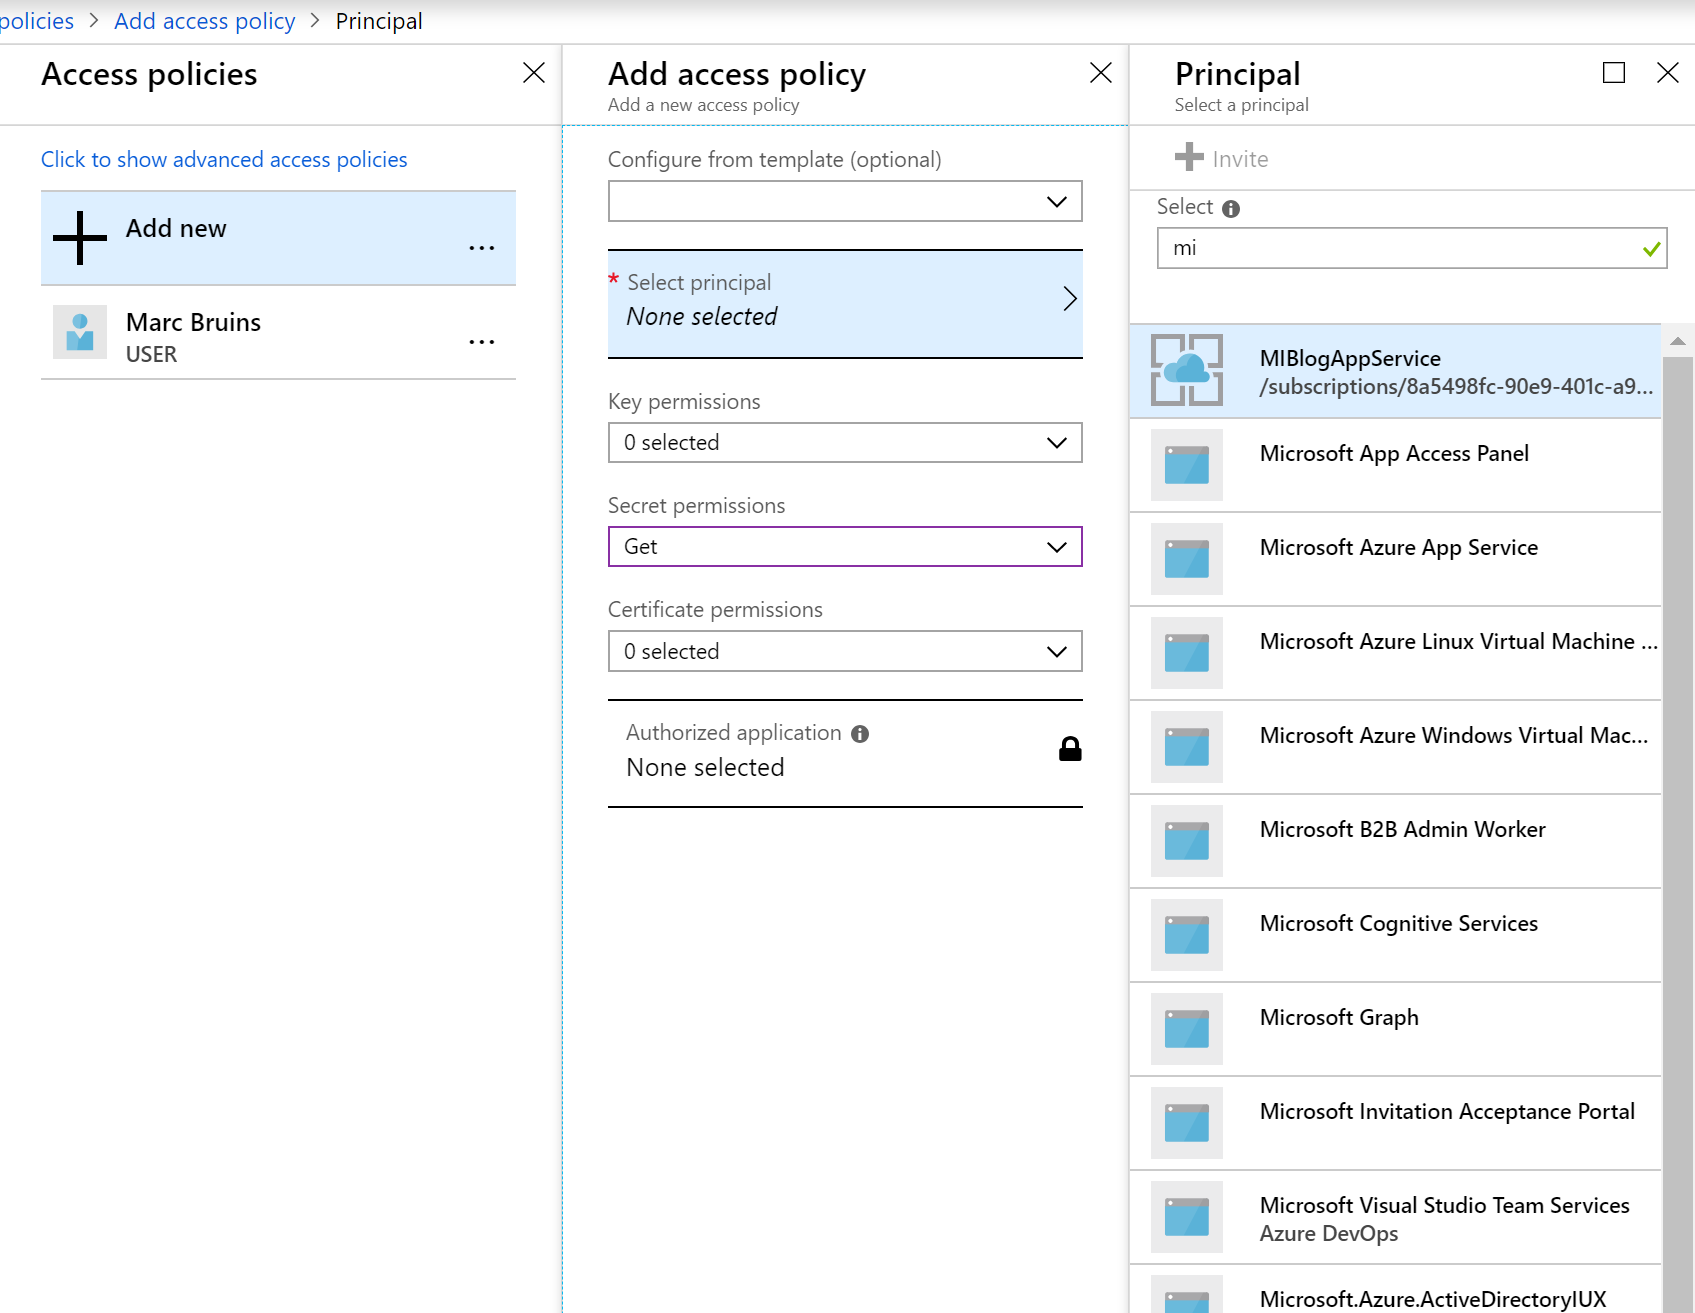 policies > Add access policy > Principal
Access policies
Click to show advanced access policies
Add new
...
Marc Bruins
USER
...
Add access policy
Add a new access policy
Configure from template (optional)
* Select principal
None selected
Key permissions
0 selected
Secret permissions
Get
Certificate permissions
0 selected
Authorized application
None selected
Principal
Select a principal
Invite
Select
mi
MIBlogAppService
/subscriptions/8a5498fc-90e9-401c-a9...
Microsoft App Access Panel
Microsoft Azure App Service
Microsoft Azure Linux Virtual Machine ...
Microsoft Azure Windows Virtual Mac...
Microsoft B2B Admin Worker
Microsoft Cognitive Services
Microsoft Graph
Microsoft Invitation Acceptance Portal
Microsoft Visual Studio Team Services
Azure DevOps
Microsoft.Azure.ActiveDirectoryIUX